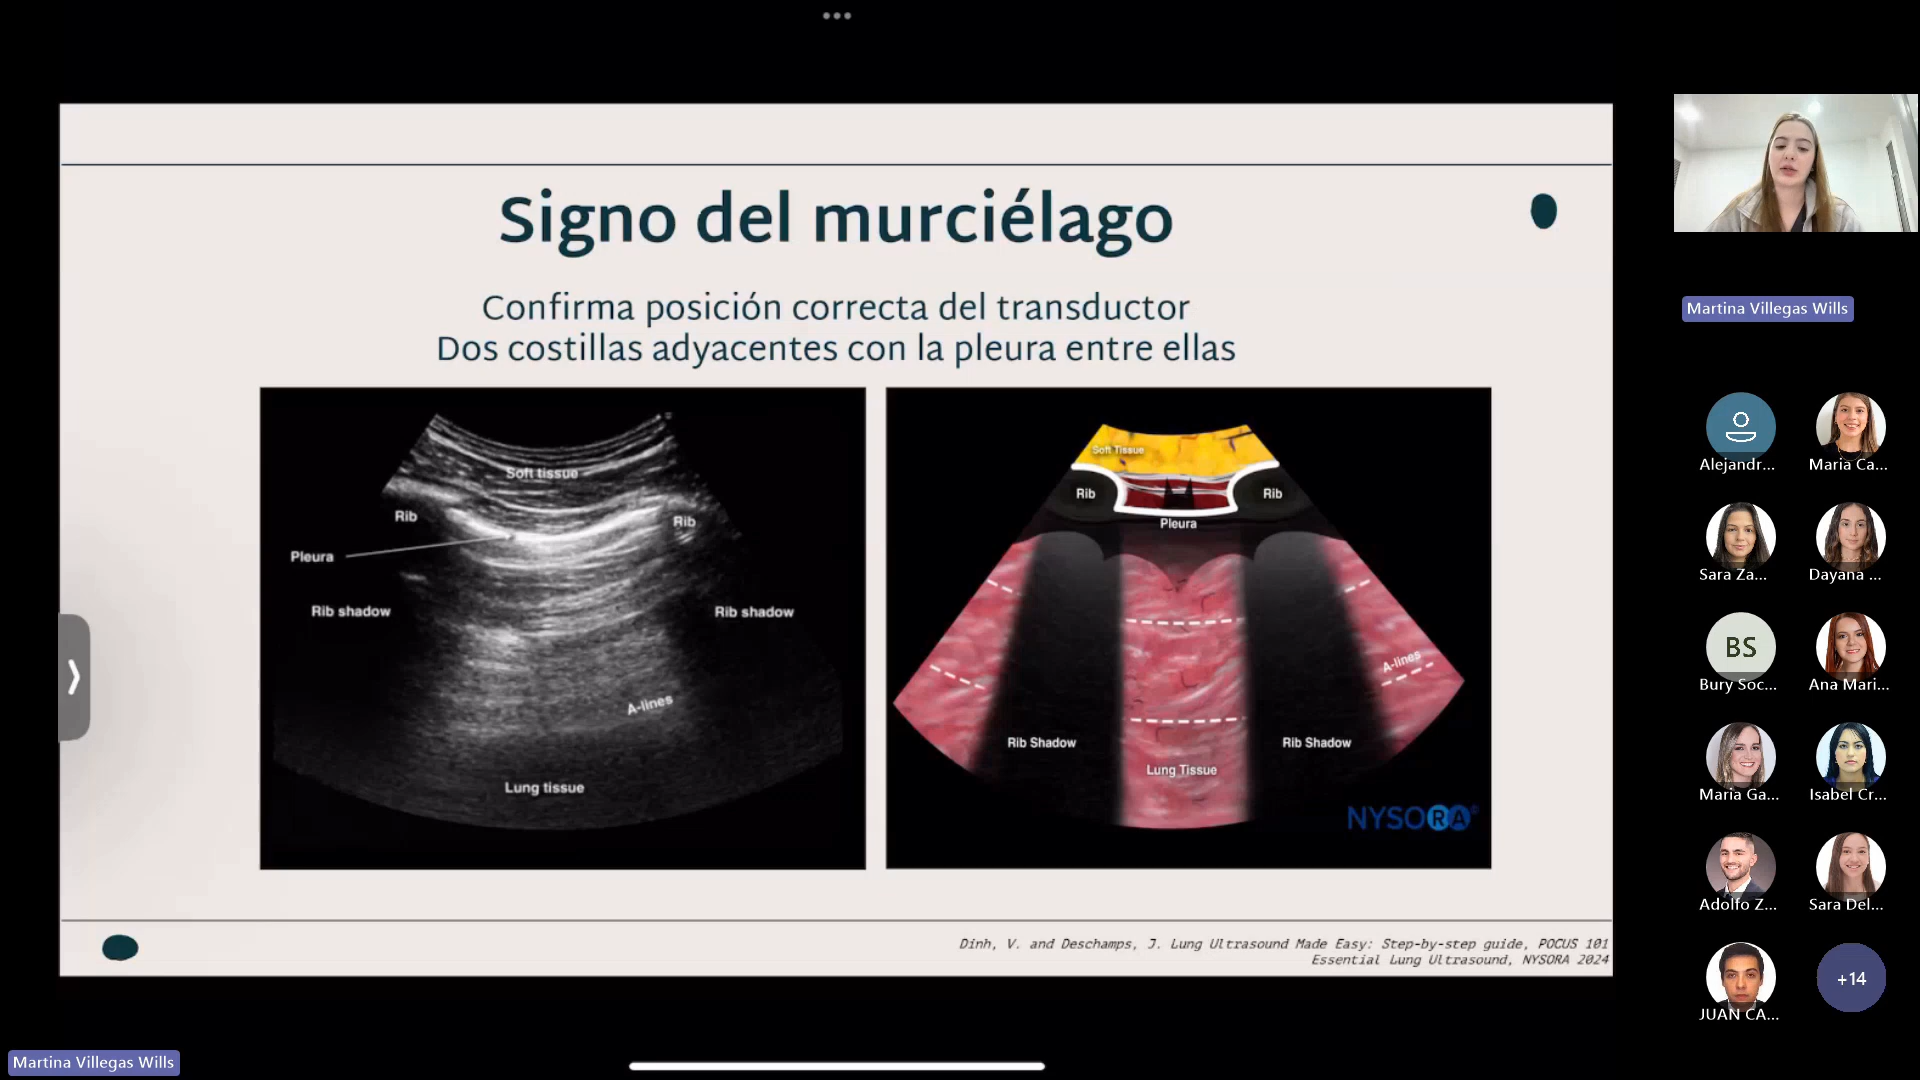 Signo del murciélago
Confirma posición correcta del transductor
Dos costillas adyacentes con la pleura entre ellas
Soft tissue
Rib
Rib
Pleura
Rib shadow
Rib shadow
A-lines
Lung tissue
Soft Tissue
Rib
Rib
Pleura
A-lines
Rib Shadow
Rib Shadow
Lung Tissue
NYSORA
Dinh, V. and Deschamps, J. Lung Ultrasound Made Easy: Step-by-step guide, POCUS 101
Essential Lung Ultrasound, NYSORA 2024
Martina Villegas Wills
Alejandr...
Maria Ca...
Sara Za...
Dayana ...
BS
Bury Soc...
Ana Mari...
Maria Ga...
Isabel Cr...
Adolfo Z...
Sara Del...
JUAN CA...
+14
Martina Villegas Wills